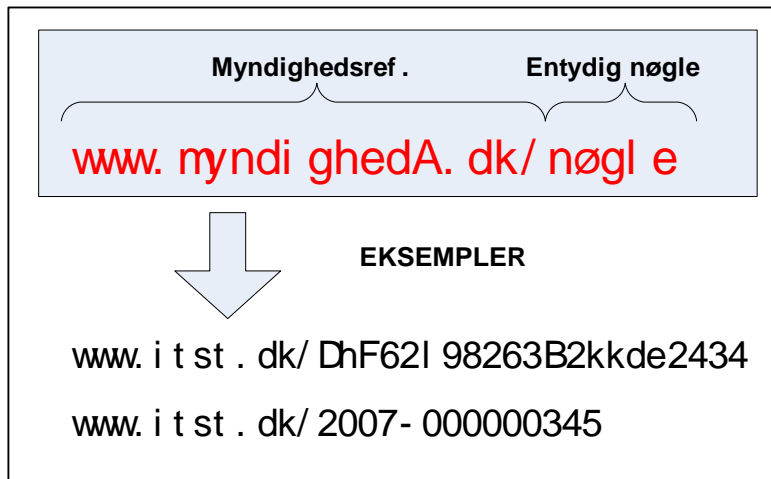 Myndighedsref. Entydig nøgle
www.myndighedA.dk/nøgle
EKSEMPLER
www.itst.dk/DhF62l98263B2kkde2434
www.itst.dk/2007-000000345